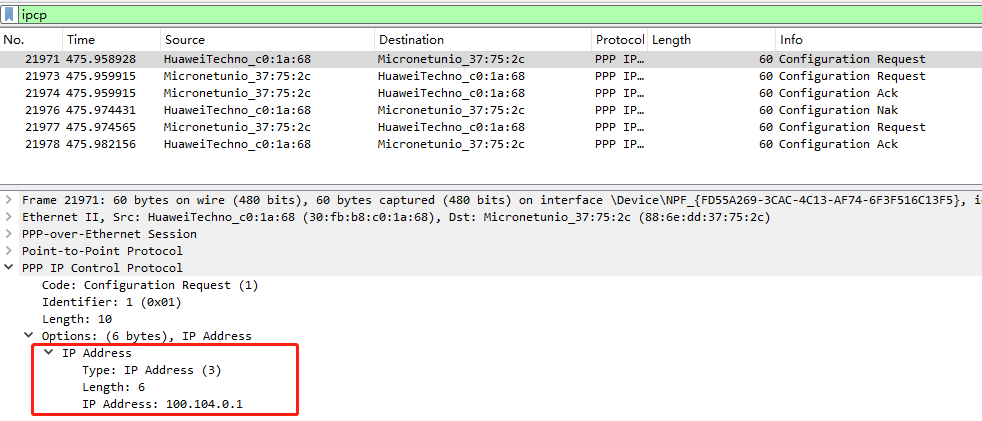 ipcp
No. Time Source Destination Protocol Length Info
21971 475.958928 HuaweiTechno_c0:1a:68 Micronetunio_37:75:2c PPP IP… 60 Configuration Request
21973 475.959915 Micronetunio_37:75:2c HuaweiTechno_c0:1a:68 PPP IP… 60 Configuration Request
21974 475.959915 Micronetunio_37:75:2c HuaweiTechno_c0:1a:68 PPP IP… 60 Configuration Ack
21976 475.974431 HuaweiTechno_c0:1a:68 Micronetunio_37:75:2c PPP IP… 60 Configuration Nak
21977 475.974565 Micronetunio_37:75:2c HuaweiTechno_c0:1a:68 PPP IP… 60 Configuration Request
21978 475.982156 HuaweiTechno_c0:1a:68 Micronetunio_37:75:2c PPP IP… 60 Configuration Ack
Frame 21971: 60 bytes on wire (480 bits), 60 bytes captured (480 bits) on interface \Device\NPF_{FD55A269-3CAC-4C13-AF74-6F3F516C13F5}, i
Ethernet II, Src: HuaweiTechno_c0:1a:68 (30:fb:b8:c0:1a:68), Dst: Micronetunio_37:75:2c (88:6e:dd:37:75:2c)
PPP-over-Ethernet Session
Point-to-Point Protocol
PPP IP Control Protocol
Code: Configuration Request (1)
Identifier: 1 (0x01)
Length: 10
Options: (6 bytes), IP Address
IP Address
Type: IP Address (3)
Length: 6
IP Address: 100.104.0.1